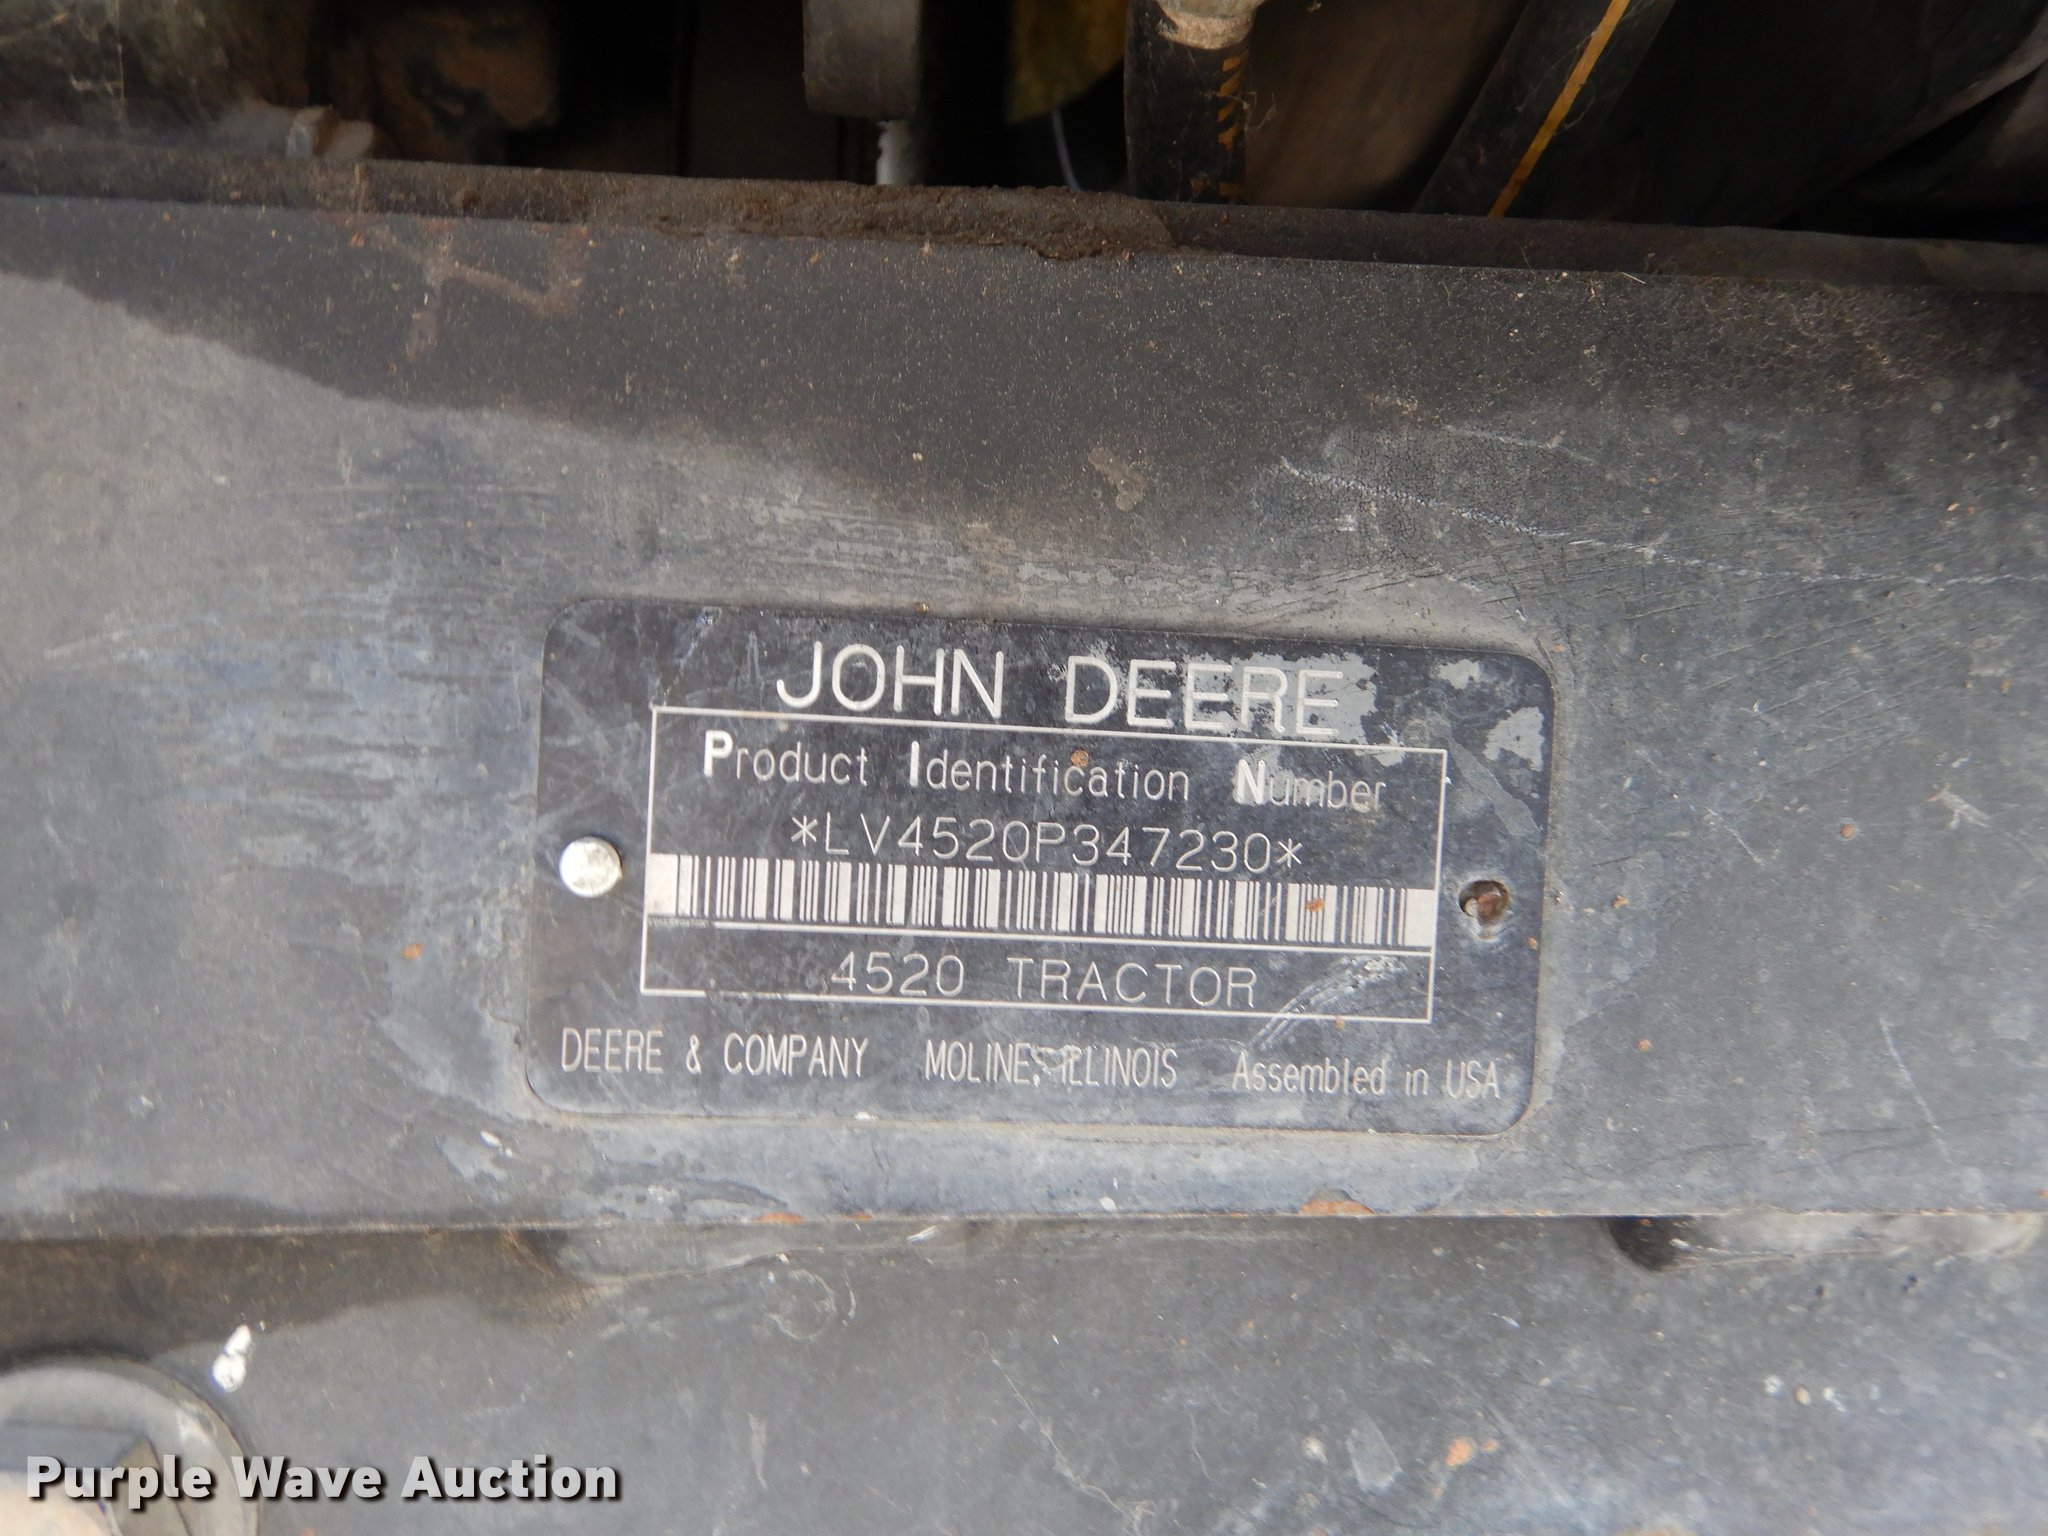 JOHN DEERE
Product Identification Number
*LV4520P347230*
4520 TRACTOR
DEERE & COMPANY MOLINE, ILLINOIS Assembled in USA
Purple Wave Auction